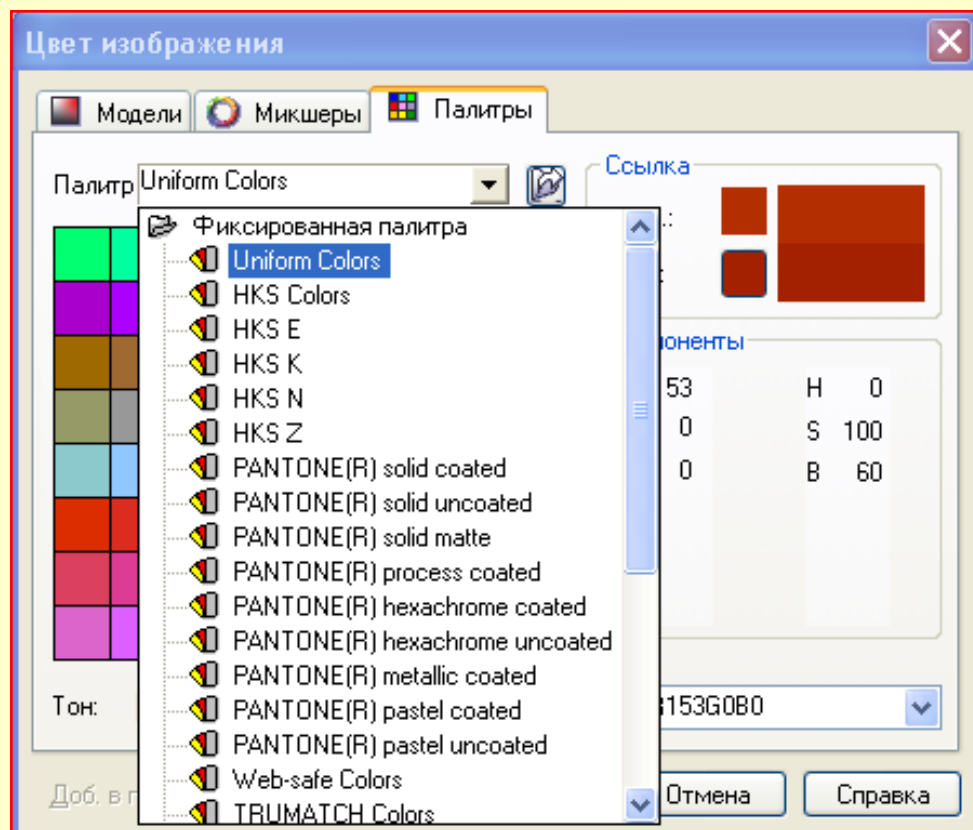 Цвет изображения
Модели Микшеры Палитры
Палитр Uniform Colors
Ссылка
Фиксированная палитра
Uniform Colors
HKS Colors
HKS E
HKS K
HKS N
HKS Z
PANTONE(R) solid coated
PANTONE(R) solid uncoated
PANTONE(R) solid matte
PANTONE(R) process coated
PANTONE(R) hexachrome coated
PANTONE(R) hexachrome uncoated
PANTONE(R) metallic coated
PANTONE(R) pastel coated
PANTONE(R) pastel uncoated
Web-safe Colors
TRUMATCH Colors
оненты
53 H 0
0 S 100
0 B 60
Тон: 153G0B0
Доб. в Отмена Справка